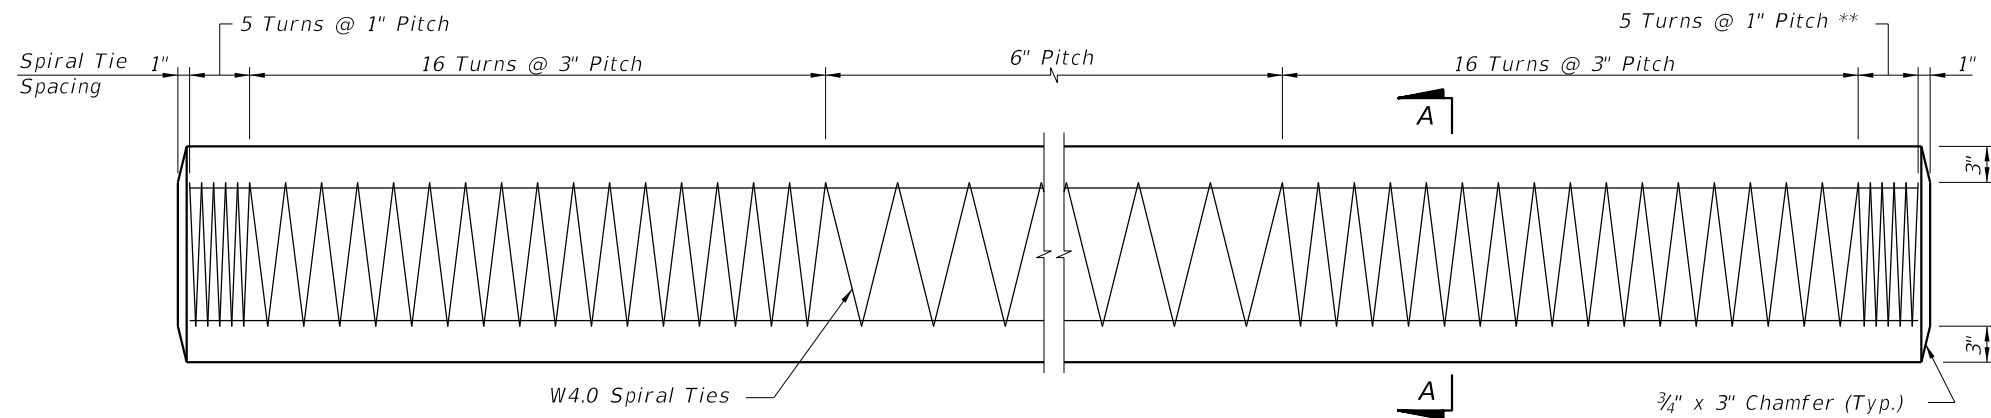 5 Turns @ 1" Pitch
5 Turns @ 1" Pitch **
Spiral Tie
Spacing
1"
16 Turns @ 3" Pitch
6" Pitch
16 Turns @ 3" Pitch
1"
A
3"
3"
W4.0 Spiral Ties
A
¾" x 3" Chamfer (Typ.)